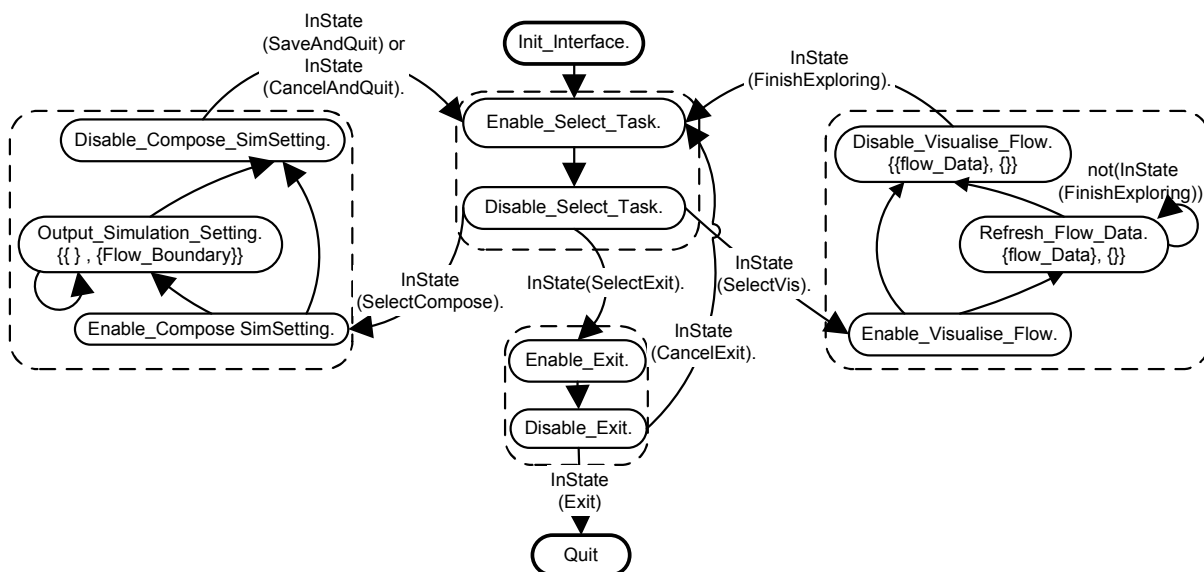 InState
(SaveAndQuit) or
InState
(CancelAndQuit).
Init_Interface.
InState
(FinishExploring).
Disable_Compose_SimSetting.
Enable_Select_Task.
Disable_Visualise_Flow.
{{flow_Data}, {}}
not(InState
(FinishExploring))
Output_Simulation_Setting.
{{ } , {Flow_Boundary}}
Disable_Select_Task.
Refresh_Flow_Data.
{flow_Data}, {}}
InState
(SelectCompose).
InState(SelectExit).
InState
(SelectVis).
Enable_Compose SimSetting.
Enable_Visualise_Flow.
Enable_Exit.
InState
(CancelExit).
Disable_Exit.
InState
(Exit)
Quit